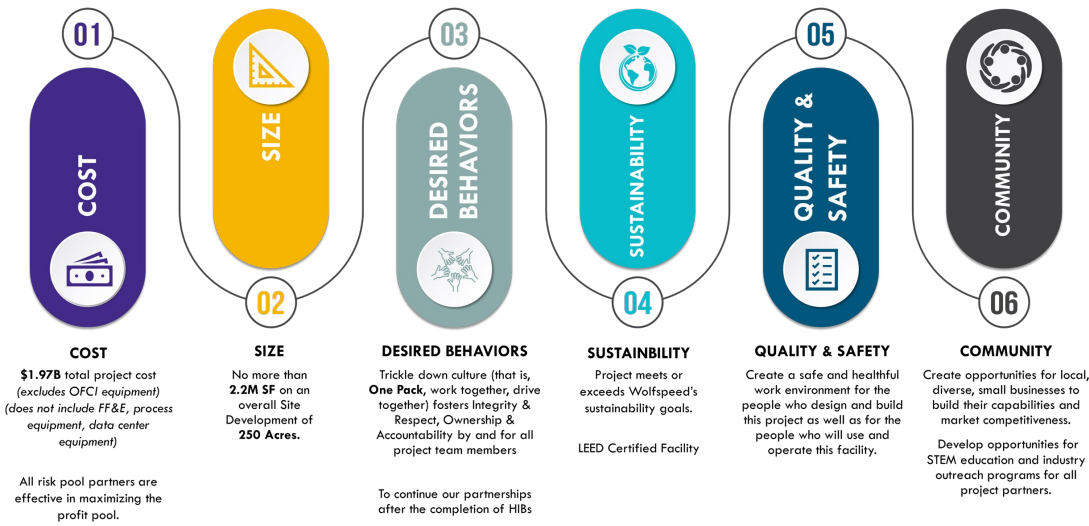 01
COST
COST
$1.97B total project cost
(excludes OFCI equipment)
(does not include FF&E, process
equipment, data center
equipment)
All risk pool partners are
effective in maximizing the
profit pool.
SIZE
02
SIZE
No more than
2.2M SF on an
overall Site
Development of
250 Acres.
03
DESIRED
BEHAVIORS
DESIRED BEHAVIORS
Trickle down culture (that is,
One Pack, work together, drive
together) fosters Integrity &
Respect, Ownership &
Accountability by and for all
project team members
To continue our partnerships
after the completion of HIBs
SUSTAINABILITY
04
SUSTAINBILITY
Project meets or
exceeds Wolfspeed's
sustainability goals.
LEED Certified Facility
05
QUALITY &
SAFETY
QUALITY & SAFETY
Create a safe and healthful
work environment for the
people who design and build
this project as well as for the
people who will use and
operate this facility.
COMMUNITY
06
COMMUNITY
Create opportunities for local,
diverse, small businesses to
build their capabilities and
market competitiveness.
Develop opportunities for
STEM education and industry
outreach programs for all
project partners.